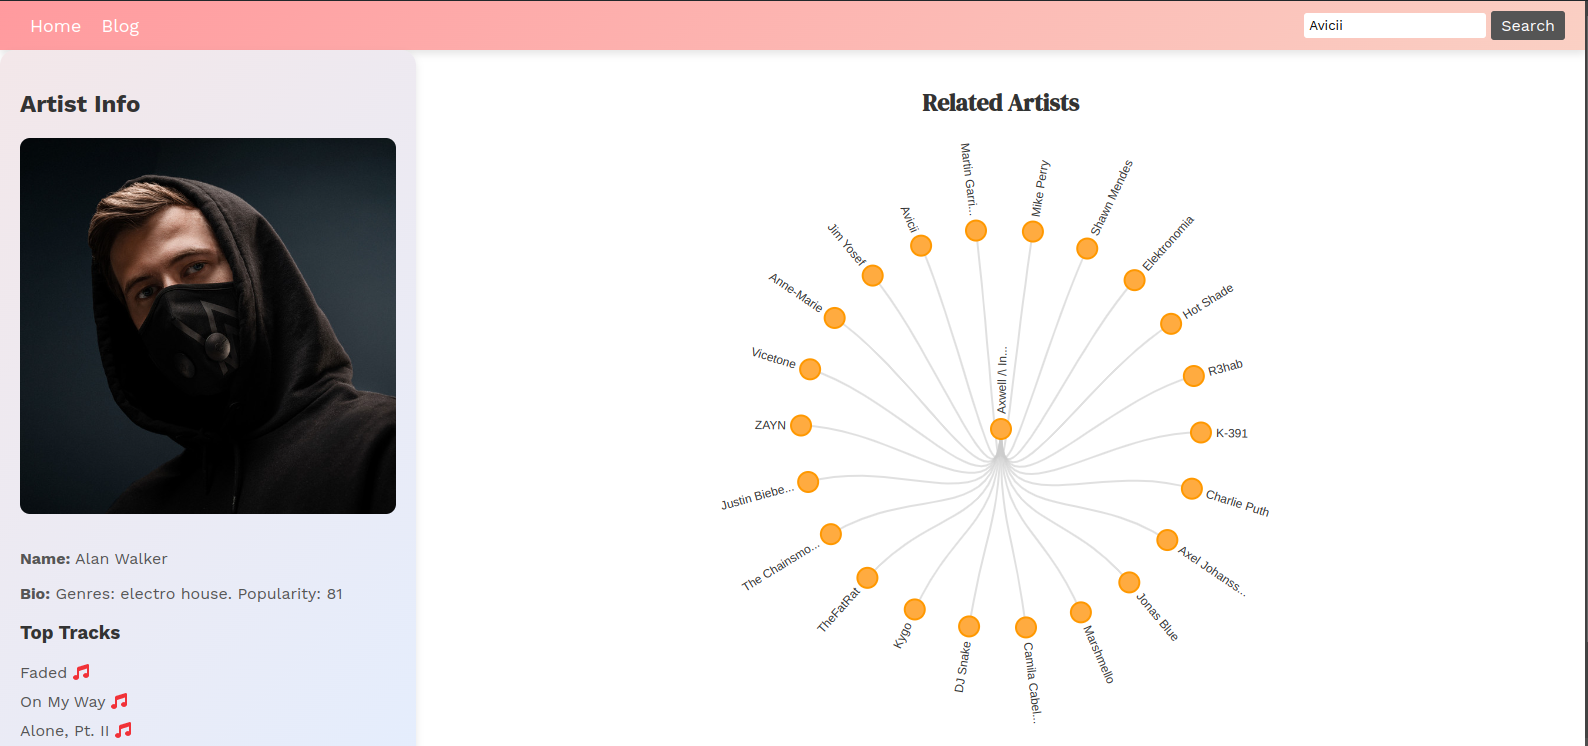 Home Blog
Avicii Search
Artist Info
Name: Alan Walker
Bio: Genres: electro house. Popularity: 81
Top Tracks
Faded
On My Way
Alone, Pt. II
Related Artists
Martin Garri...
Mike Perry
Shawn Mendes
Elektronomia
Hot Shade
R3hab
K-391
Charlie Puth
Axel Johanss...
Jonas Blue
Marshmello
Camila Cabel...
DJ Snake
Kygo
TheFatRat
The Chainsmo...
Justin Biebe...
ZAYN
Vicetone
Anne-Marie
Jim Yosef
Avicii
Axwell /\ In...